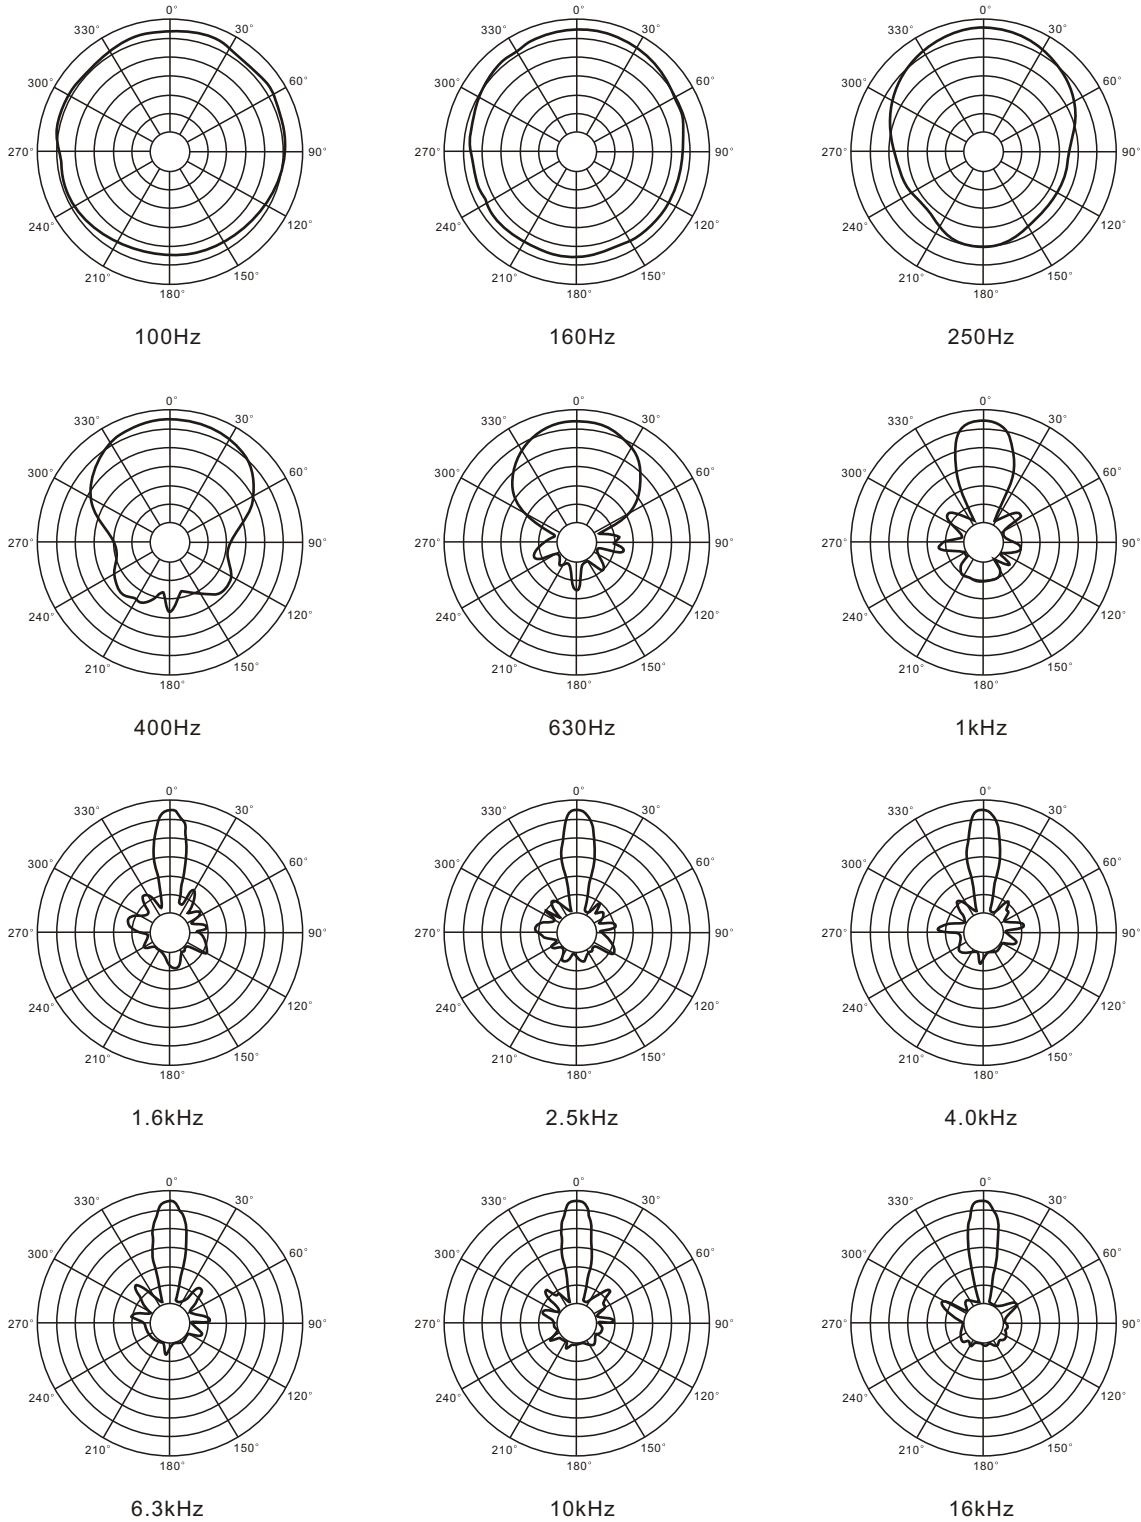 0° 0° 0°
330° 30° 330° 30° 330° 30°
300° 60° 300° 60° 300° 60°
270° 90° 270° 90° 270° 90°
240° 120° 240° 120° 240° 120°
210° 150° 210° 150° 210° 150°
180° 180° 180°
100Hz 160Hz 250Hz
0° 0° 0°
330° 30° 330° 30° 330° 30°
300° 60° 300° 60° 300° 60°
270° 90° 270° 90° 270° 90°
240° 120° 240° 120° 240° 120°
210° 150° 210° 150° 210° 150°
180° 180° 180°
400Hz 630Hz 1kHz
0° 0° 0°
330° 30° 330° 30° 330° 30°
300° 60° 300° 60° 300° 60°
270° 90° 270° 90° 270° 90°
240° 120° 240° 120° 240° 120°
210° 150° 210° 150° 210° 150°
180° 180° 180°
1.6kHz 2.5kHz 4.0kHz
0° 0° 0°
330° 30° 330° 30° 330° 30°
300° 60° 300° 60° 300° 60°
270° 90° 270° 90° 270° 90°
240° 120° 240° 120° 240° 120°
210° 150° 210° 150° 210° 150°
180° 180° 180°
6.3kHz 10kHz 16kHz